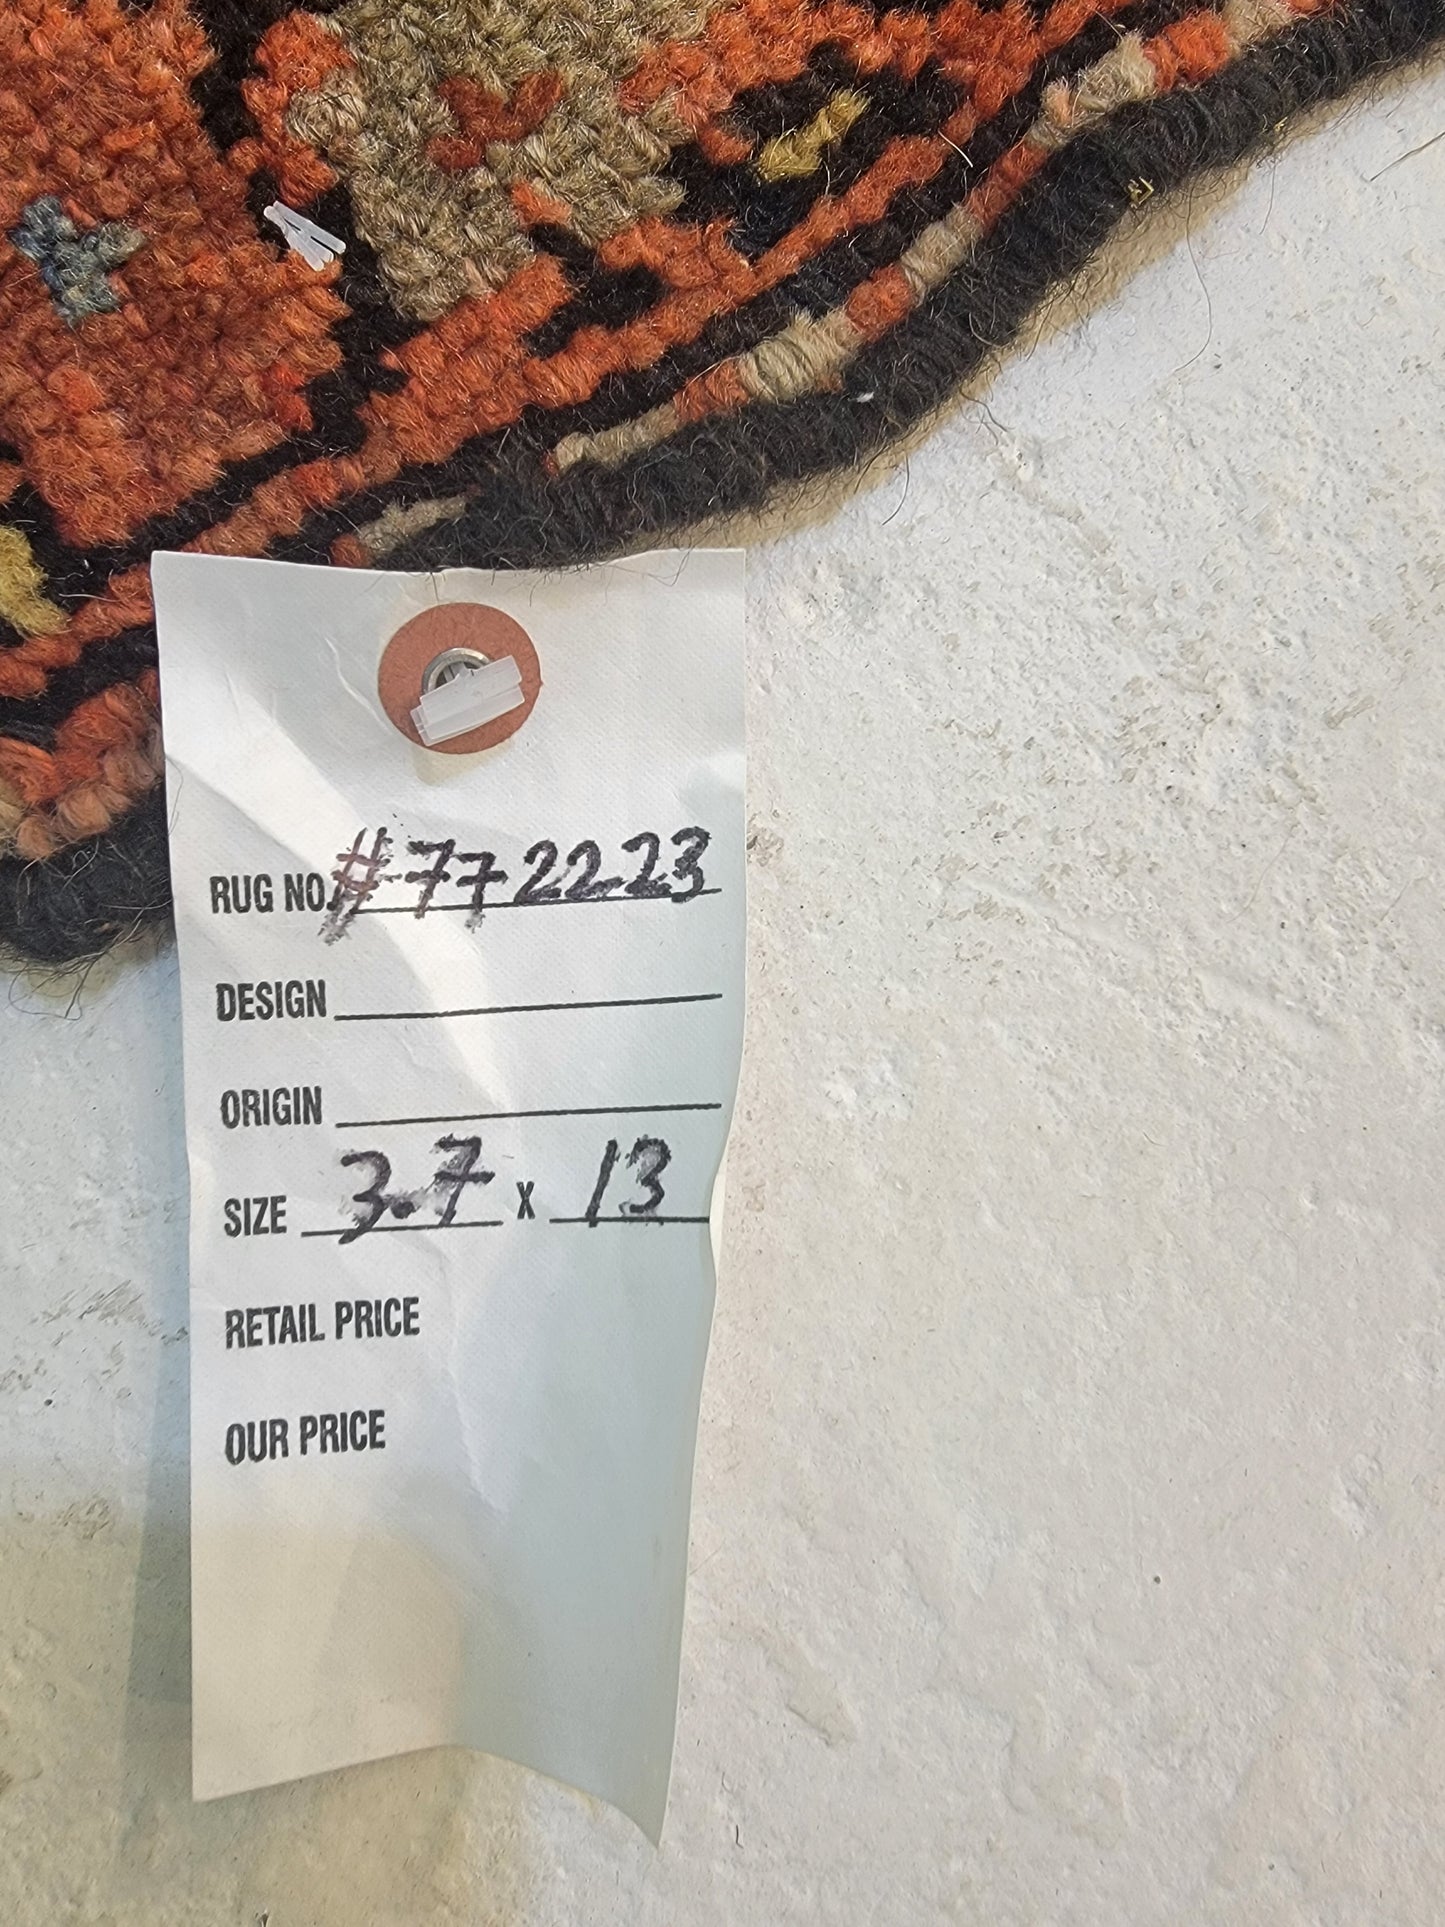 RUG NO. #772223
DESIGN
ORIGIN
SIZE 3.7 X 13
RETAIL PRICE
OUR PRICE